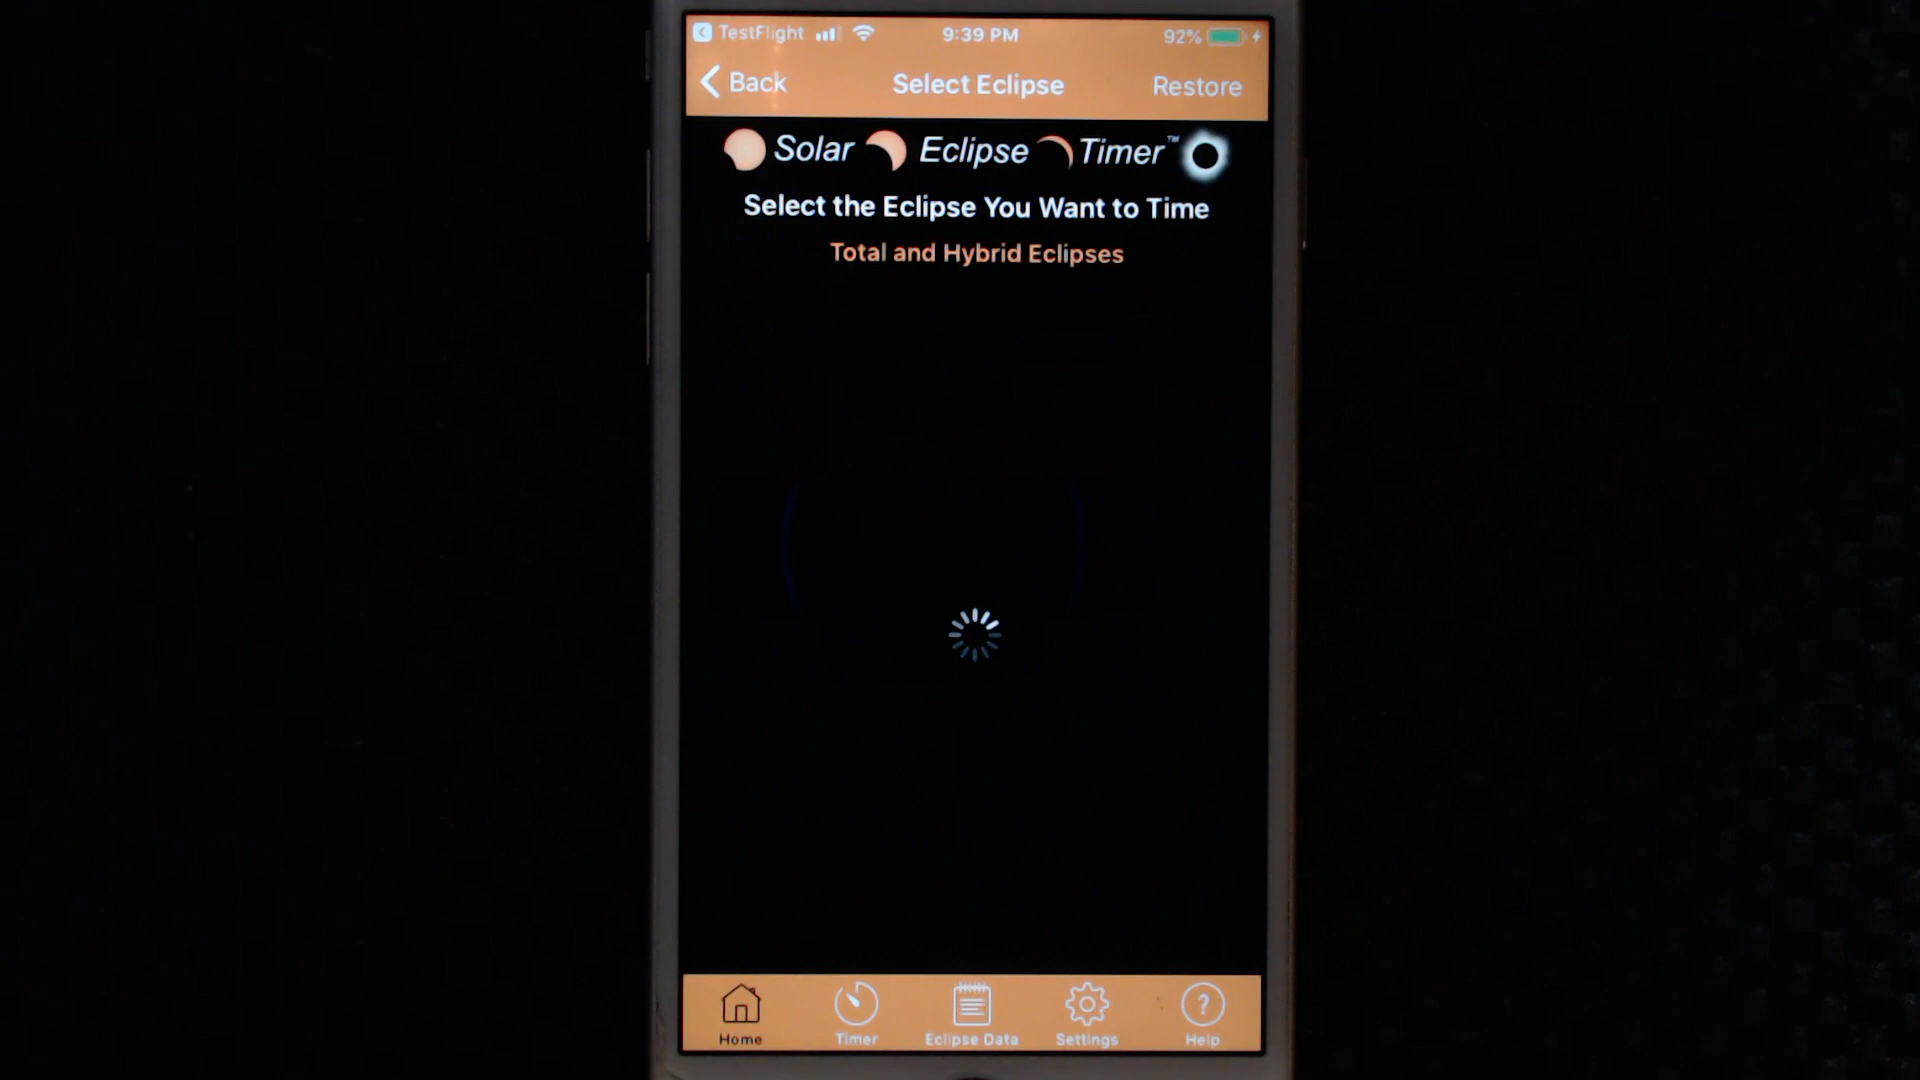 TestFlight 9:39 PM 92%
Back Select Eclipse Restore
Solar Eclipse Timer™
Select the Eclipse You Want to Time
Total and Hybrid Eclipses
Home Timer Eclipse Data Settings ? Help